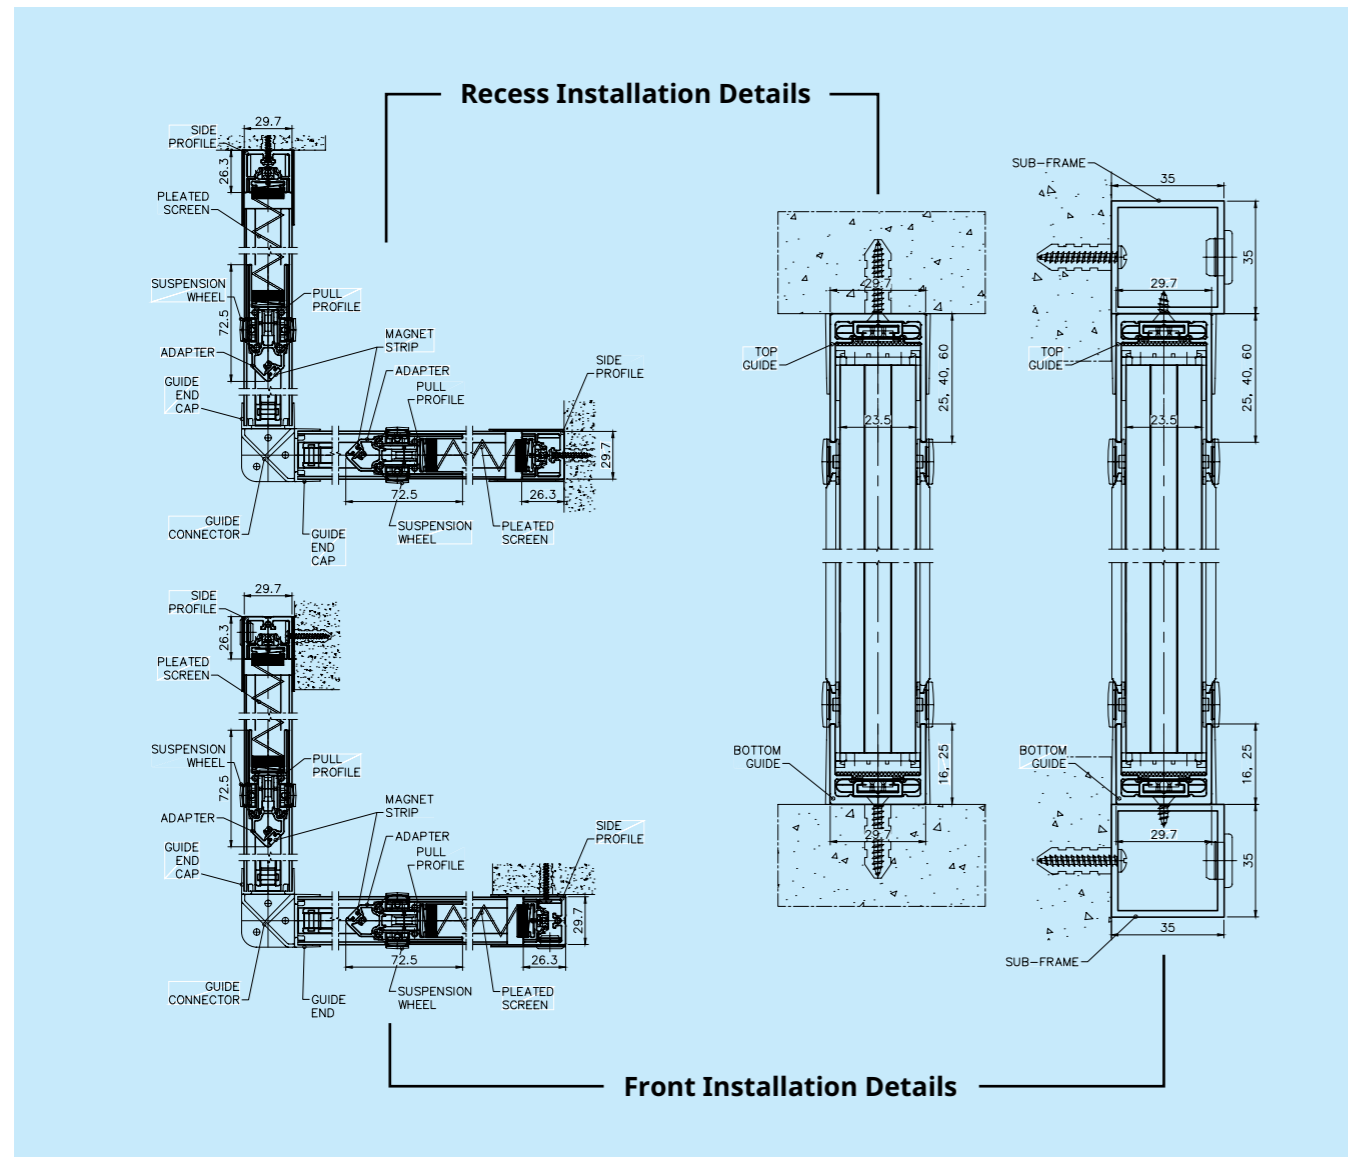 Recess Installation Details
29.7
SIDE
PROFILE
26.3
PLEATED
SCREEN
SUSPENSION
WHEEL
72.5
PULL
PROFILE
ADAPTER
MAGNET
STRIP
ADAPTER
GUIDE
END
CAP
PULL
PROFILE
SIDE
PROFILE
29.7
72.5
26.3
GUIDE
CONNECTOR
GUIDE
END
CAP
SUSPENSION
WHEEL
PLEATED
SCREEN
29.7
TOP
GUIDE
25, 40, 60
23.5
BOTTOM
GUIDE
16, 25
29.7
SUB-FRAME
35
35
29.7
TOP
GUIDE
25, 40, 60
23.5
BOTTOM
GUIDE
16, 25
29.7
35
35
SUB-FRAME
29.7
SIDE
PROFILE
26.3
PLEATED
SCREEN
SUSPENSION
WHEEL
72.5
PULL
PROFILE
ADAPTER
MAGNET
STRIP
ADAPTER
GUIDE
END
CAP
PULL
PROFILE
SIDE
PROFILE
29.7
72.5
26.3
GUIDE
CONNECTOR
GUIDE
END
SUSPENSION
WHEEL
PLEATED
SCREEN
Front Installation Details